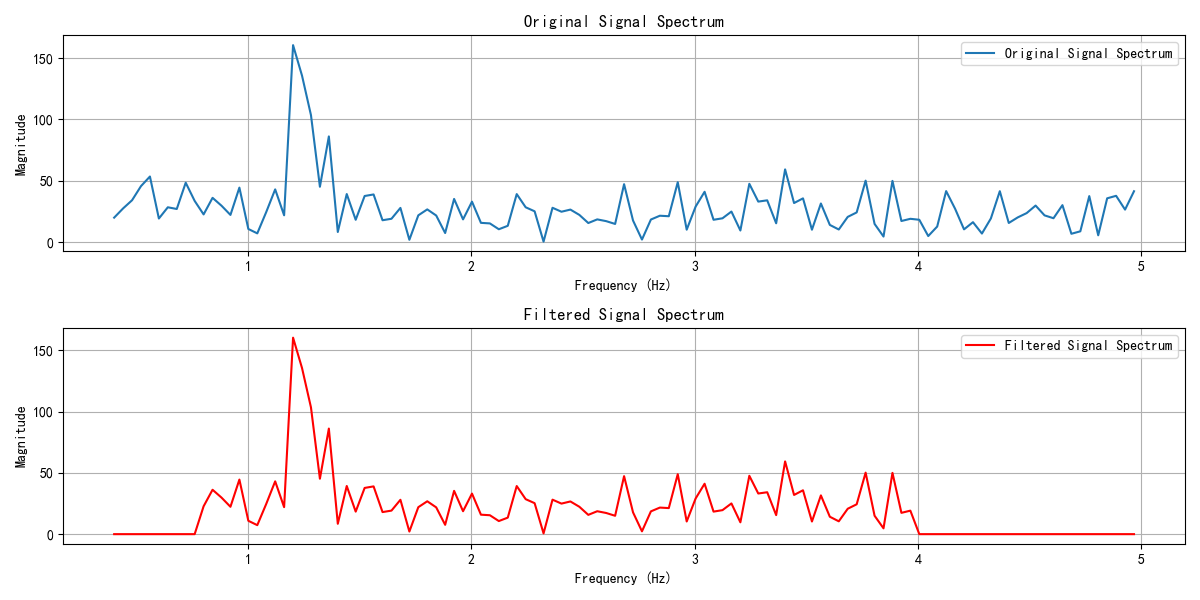 Original Signal Spectrum
Original Signal Spectrum
Magnitude
150
100
50
0
1 2 3 4 5
Frequency (Hz)
Filtered Signal Spectrum
Filtered Signal Spectrum
Magnitude
150
100
50
0
1 2 3 4 5
Frequency (Hz)